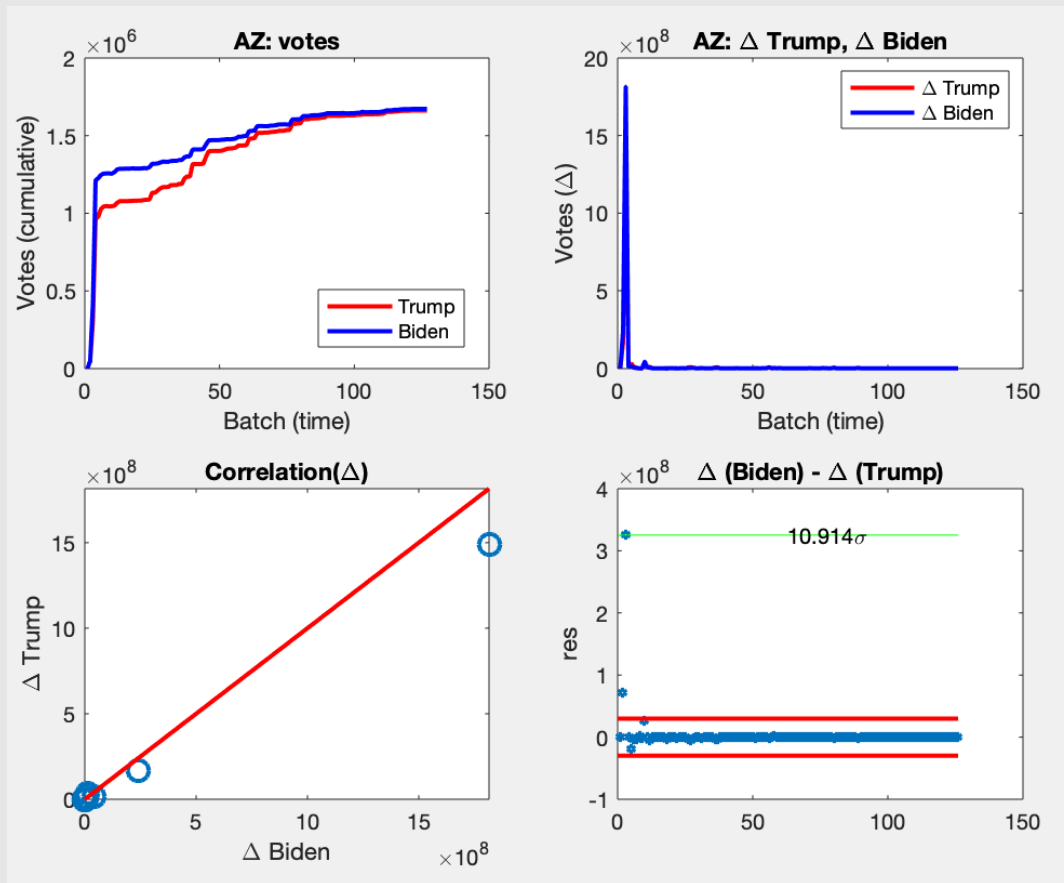 AZ: votes
×10^6
2
1.5
1
0.5
0
0 50 100 150
Votes (cumulative)
Batch (time)
Trump
Biden
AZ: Δ Trump, Δ Biden
×10^8
20
15
10
5
0
0 50 100 150
Votes (Δ)
Batch (time)
Δ Trump
Δ Biden
Correlation(Δ)
×10^8
15
10
5
0
0 5 10 15
Δ Trump
Δ Biden
×10^8
Δ (Biden) - Δ (Trump)
×10^8
4
3
2
1
0
-1
0 50 100 150
res
10.914σ